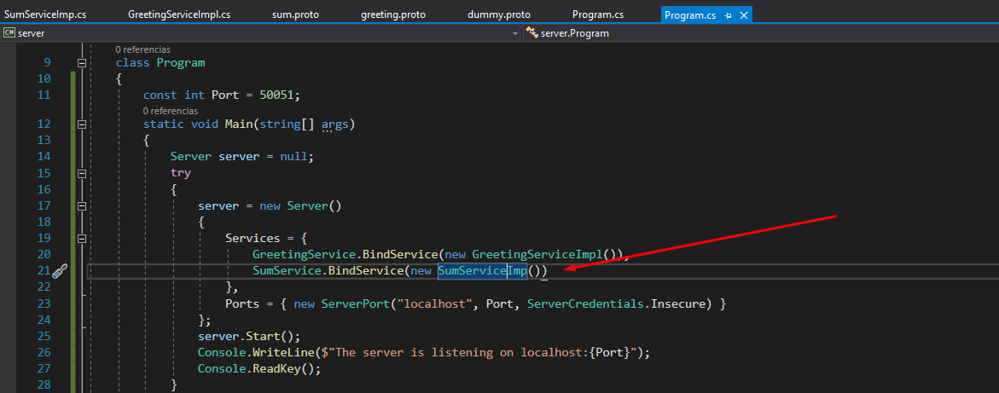 SumServiceImp.cs GreetingServiceImpl.cs sum.proto greeting.proto dummy.proto Program.cs Program.cs
C# server server.Program
0 referencias
9 class Program
10 {
11 const int Port = 50051;
0 referencias
12 static void Main(string[] args)
13 {
14 Server server = null;
15 try
16 {
17 server = new Server()
18 {
19 Services = {
20 GreetingService.BindService(new GreetingServiceImpl()),
21 SumService.BindService(new SumServiceImp())
22 },
23 Ports = { new ServerPort("localhost", Port, ServerCredentials.Insecure) }
24 };
25 server.Start();
26 Console.WriteLine($"The server is listening on localhost:{Port}");
27 Console.ReadKey();
28 }